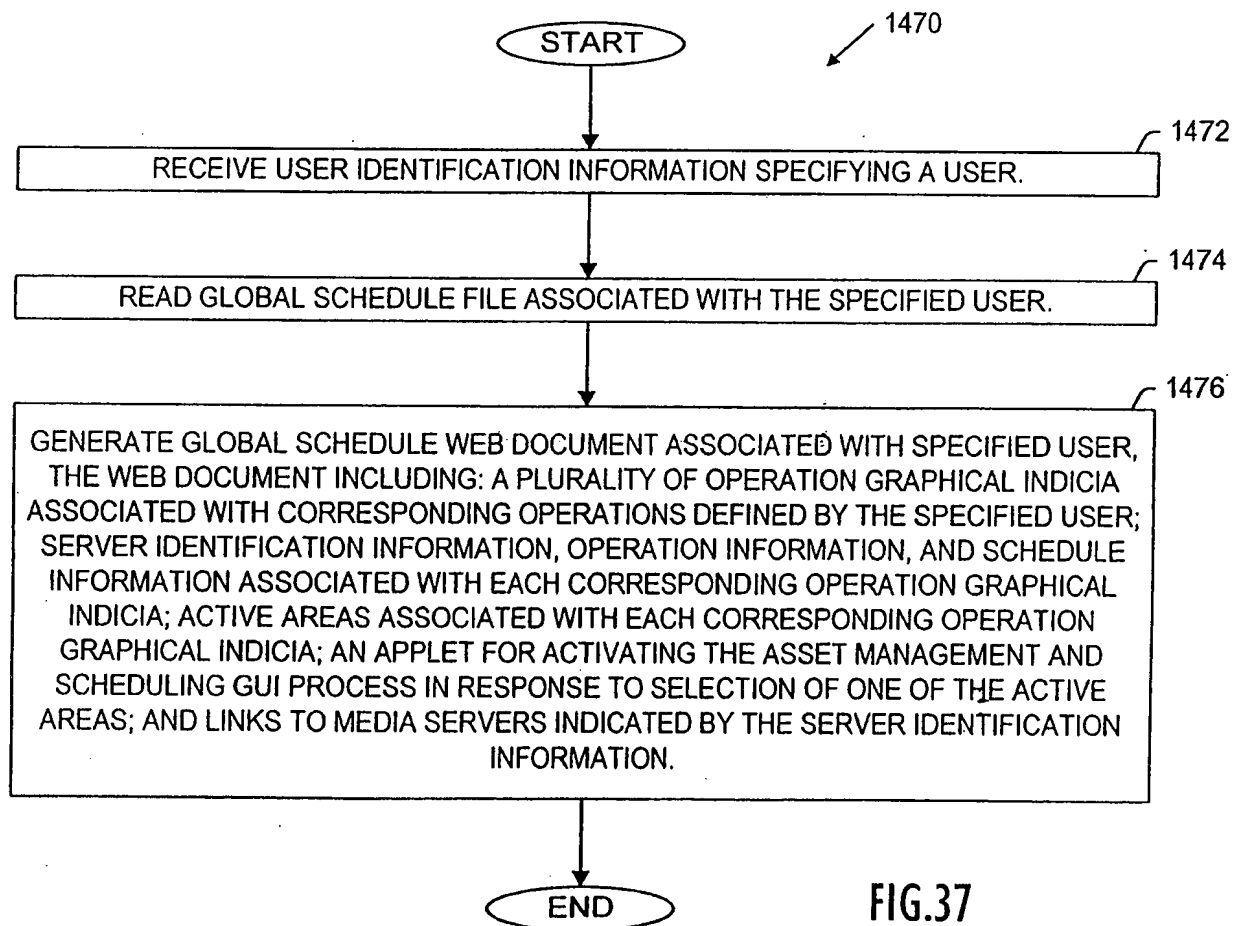 START
1470
1472
RECEIVE USER IDENTIFICATION INFORMATION SPECIFYING A USER.
1474
READ GLOBAL SCHEDULE FILE ASSOCIATED WITH THE SPECIFIED USER.
1476
GENERATE GLOBAL SCHEDULE WEB DOCUMENT ASSOCIATED WITH SPECIFIED USER,
THE WEB DOCUMENT INCLUDING: A PLURALITY OF OPERATION GRAPHICAL INDICIA
ASSOCIATED WITH CORRESPONDING OPERATIONS DEFINED BY THE SPECIFIED USER;
SERVER IDENTIFICATION INFORMATION, OPERATION INFORMATION, AND SCHEDULE
INFORMATION ASSOCIATED WITH EACH CORRESPONDING OPERATION GRAPHICAL
INDICIA; ACTIVE AREAS ASSOCIATED WITH EACH CORRESPONDING OPERATION
GRAPHICAL INDICIA; AN APPLET FOR ACTIVATING THE ASSET MANAGEMENT AND
SCHEDULING GUI PROCESS IN RESPONSE TO SELECTION OF ONE OF THE ACTIVE
AREAS; AND LINKS TO MEDIA SERVERS INDICATED BY THE SERVER IDENTIFICATION
INFORMATION.
END
FIG.37